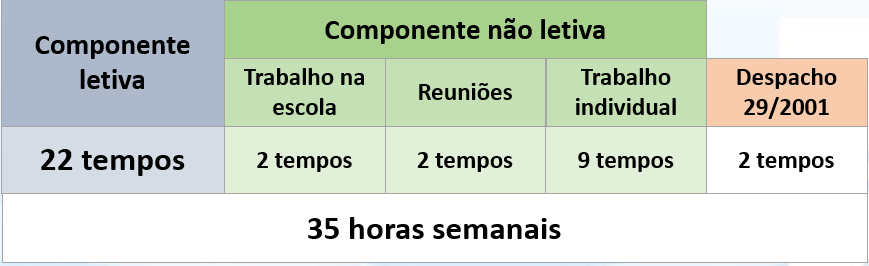 Componente
letiva
Componente não letiva
Trabalho na
escola
Reuniões
Trabalho
individual
Despacho
29/2001
22 tempos
2 tempos
2 tempos
9 tempos
2 tempos
35 horas semanais